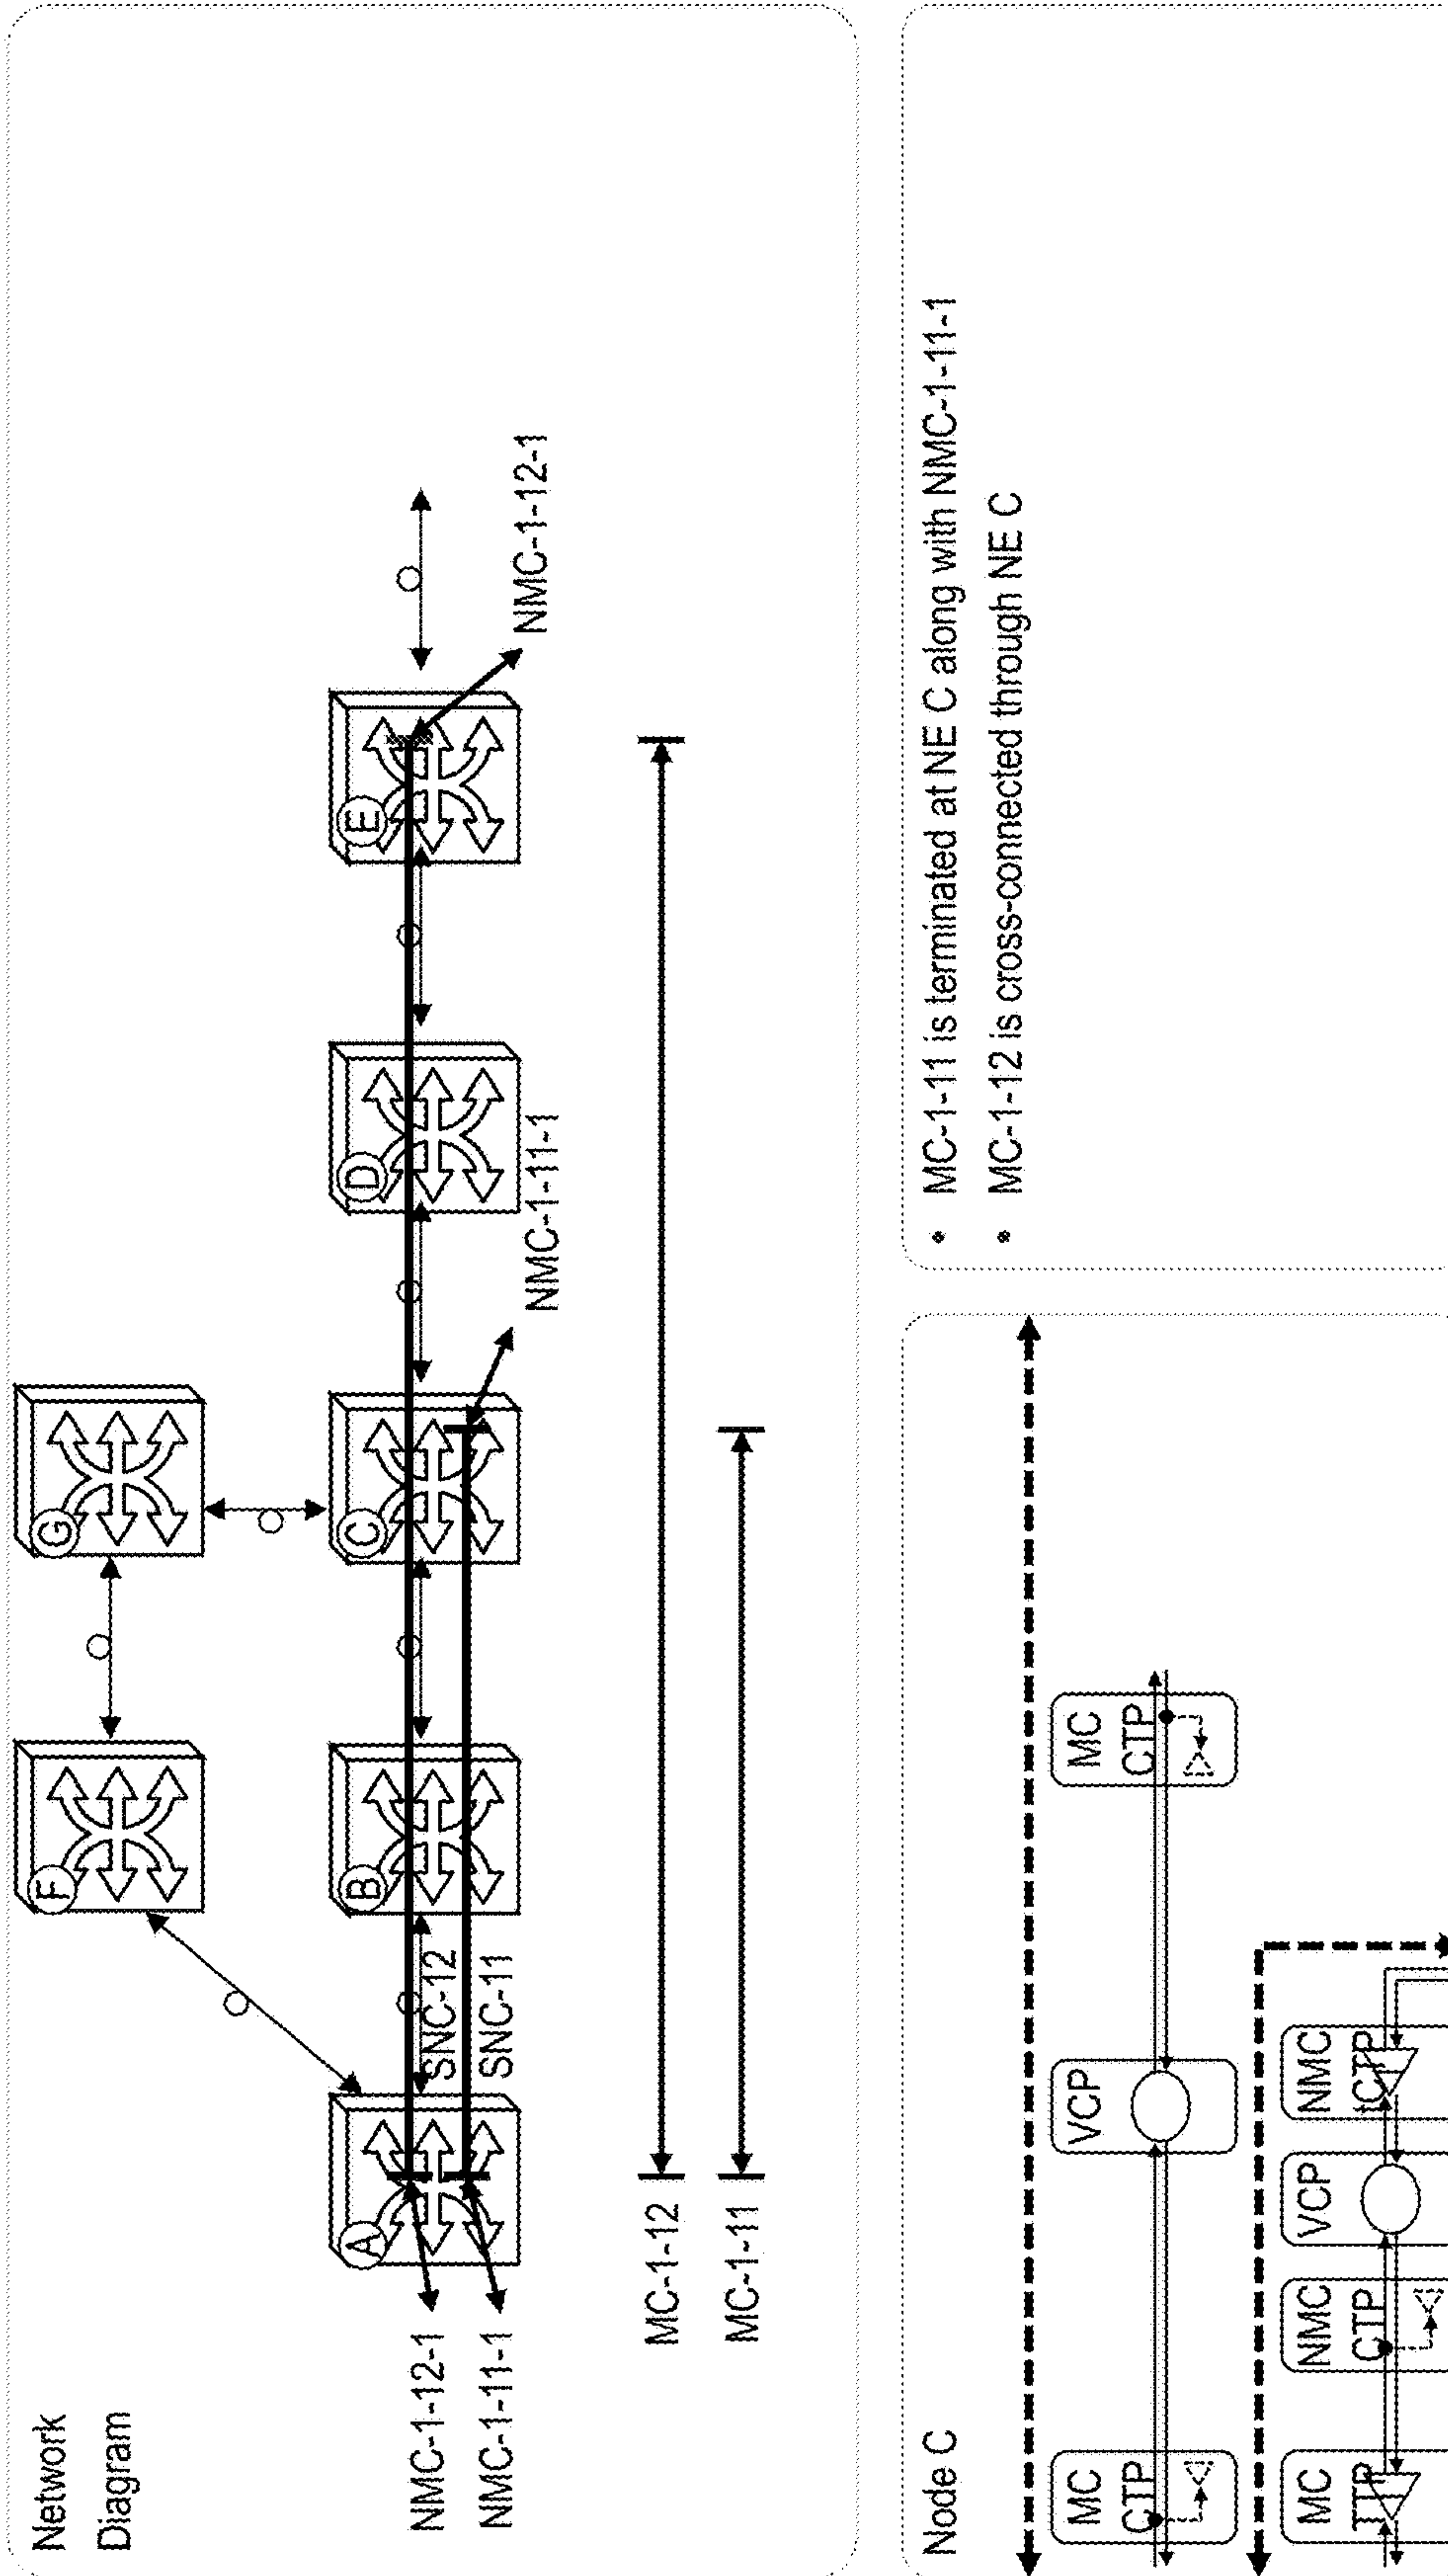 Network
Diagram
F
G
A
B
C
D
E
NMC-1-12-1
NMC-1-11-1
SNC-12
SNC-11
NMC-1-11-1
NMC-1-12-1
MC-1-12
MC-1-11
Node C
MC
CTP
VCP
MC
CTP
MC
TTP
NMC
CTP
VCP
NMC
tCTP
• MC-1-11 is terminated at NE C along with NMC-1-11-1
• MC-1-12 is cross-connected through NE C